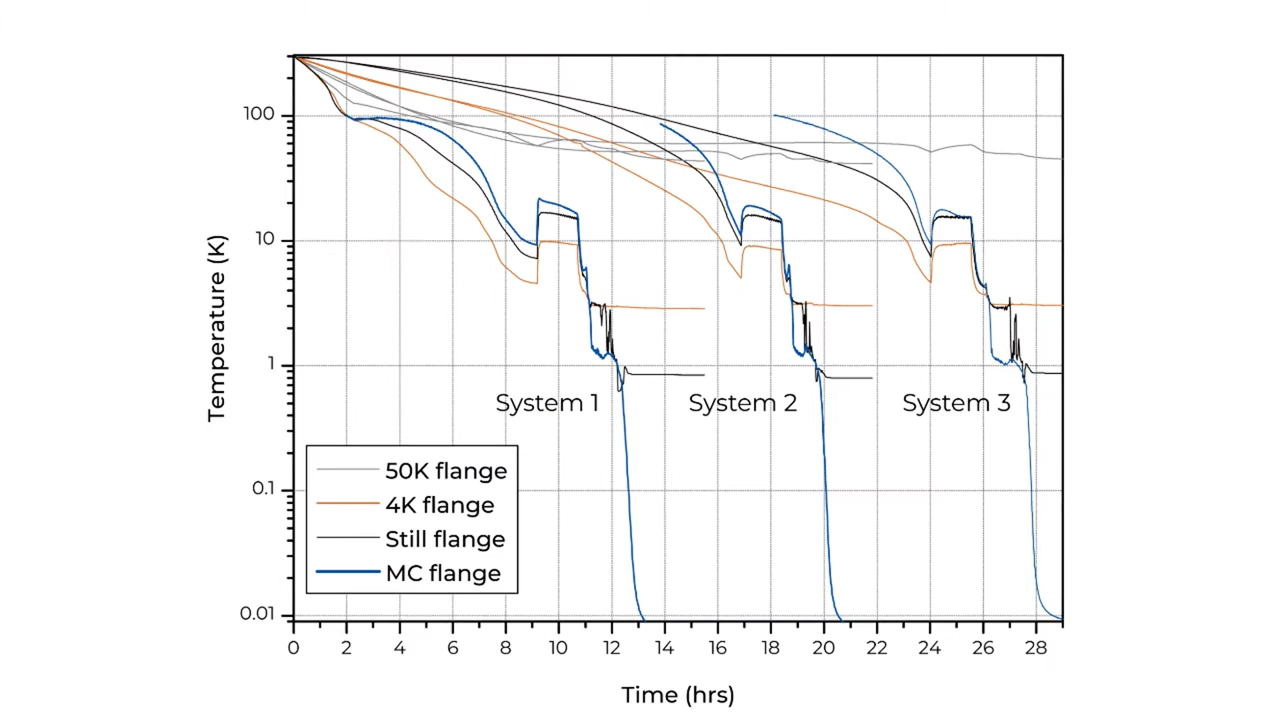 100
10
1
0.1
0.01
Temperature (K)
System 1
System 2
System 3
50K flange
4K flange
Still flange
MC flange
0 2 4 6 8 10 12 14 16 18 20 22 24 26 28
Time (hrs)